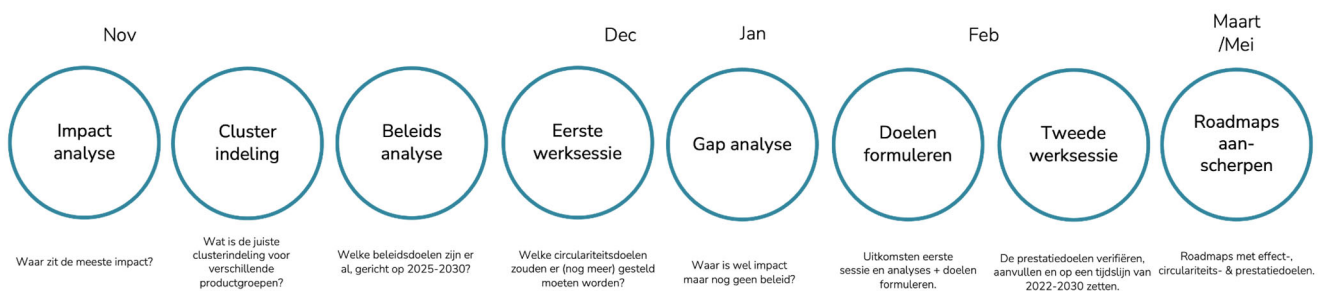 Nov
Dec
Jan
Feb
Maart
/Mei
Impact
analyse
Cluster
indeling
Beleids
analyse
Eerste
werksessie
Gap analyse
Doelen
formuleren
Tweede
werksessie
Roadmaps
aan-
scherpen
Waar zit de meeste impact?
Wat is de juiste
clusterindeling voor
verschillende
productgroepen?
Welke beleidsdoelen zijn er
al, gericht op 2025-2030?
Welke circulariteitsdoelen
zouden er (nog meer) gesteld
moeten worden?
Waar is wel impact
maar nog geen beleid?
Uitkomsten eerste
sessie en analyses + doelen
formuleren.
De prestatiedoelen verifiëren,
aanvullen en op een tijdslijn van
2022-2030 zetten.
Roadmaps met effect-,
circulariteits- & prestatiedoelen.